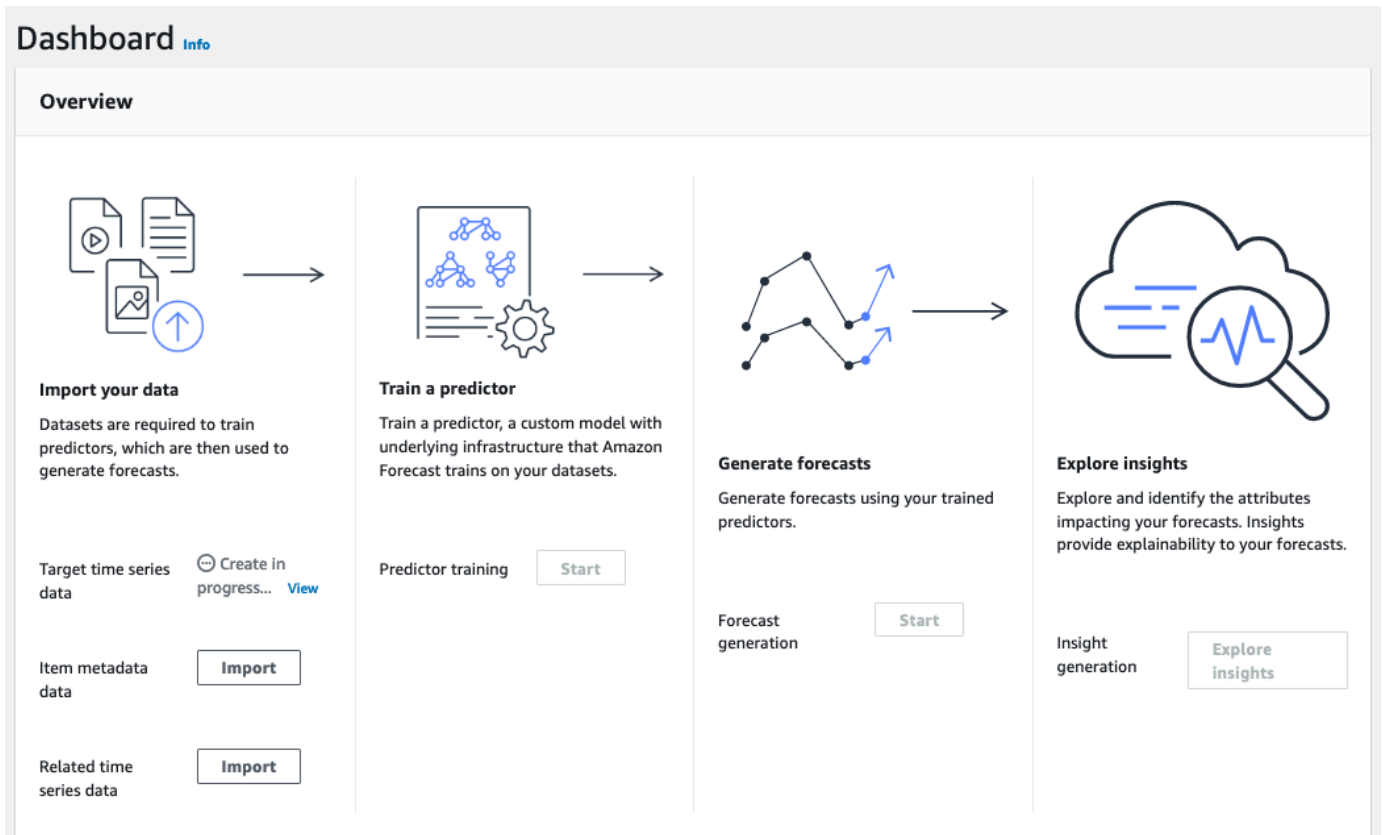 Dashboard Info
Overview
Import your data
Datasets are required to train
predictors, which are then used to
generate forecasts.
Target time series
data
Create in
progress... View
Item metadata
data
Import
Related time
series data
Import
Train a predictor
Train a predictor, a custom model with
underlying infrastructure that Amazon
Forecast trains on your datasets.
Predictor training
Start
Generate forecasts
Generate forecasts using your trained
predictors.
Forecast
generation
Start
Explore insights
Explore and identify the attributes
impacting your forecasts. Insights
provide explainability to your forecasts.
Insight
generation
Explore
insights